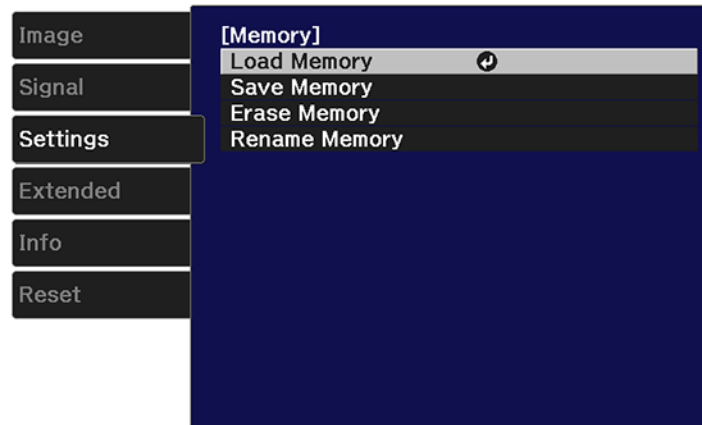 Image
Signal
Settings
Extended
Info
Reset
[Memory]
Load Memory
Save Memory
Erase Memory
Rename Memory